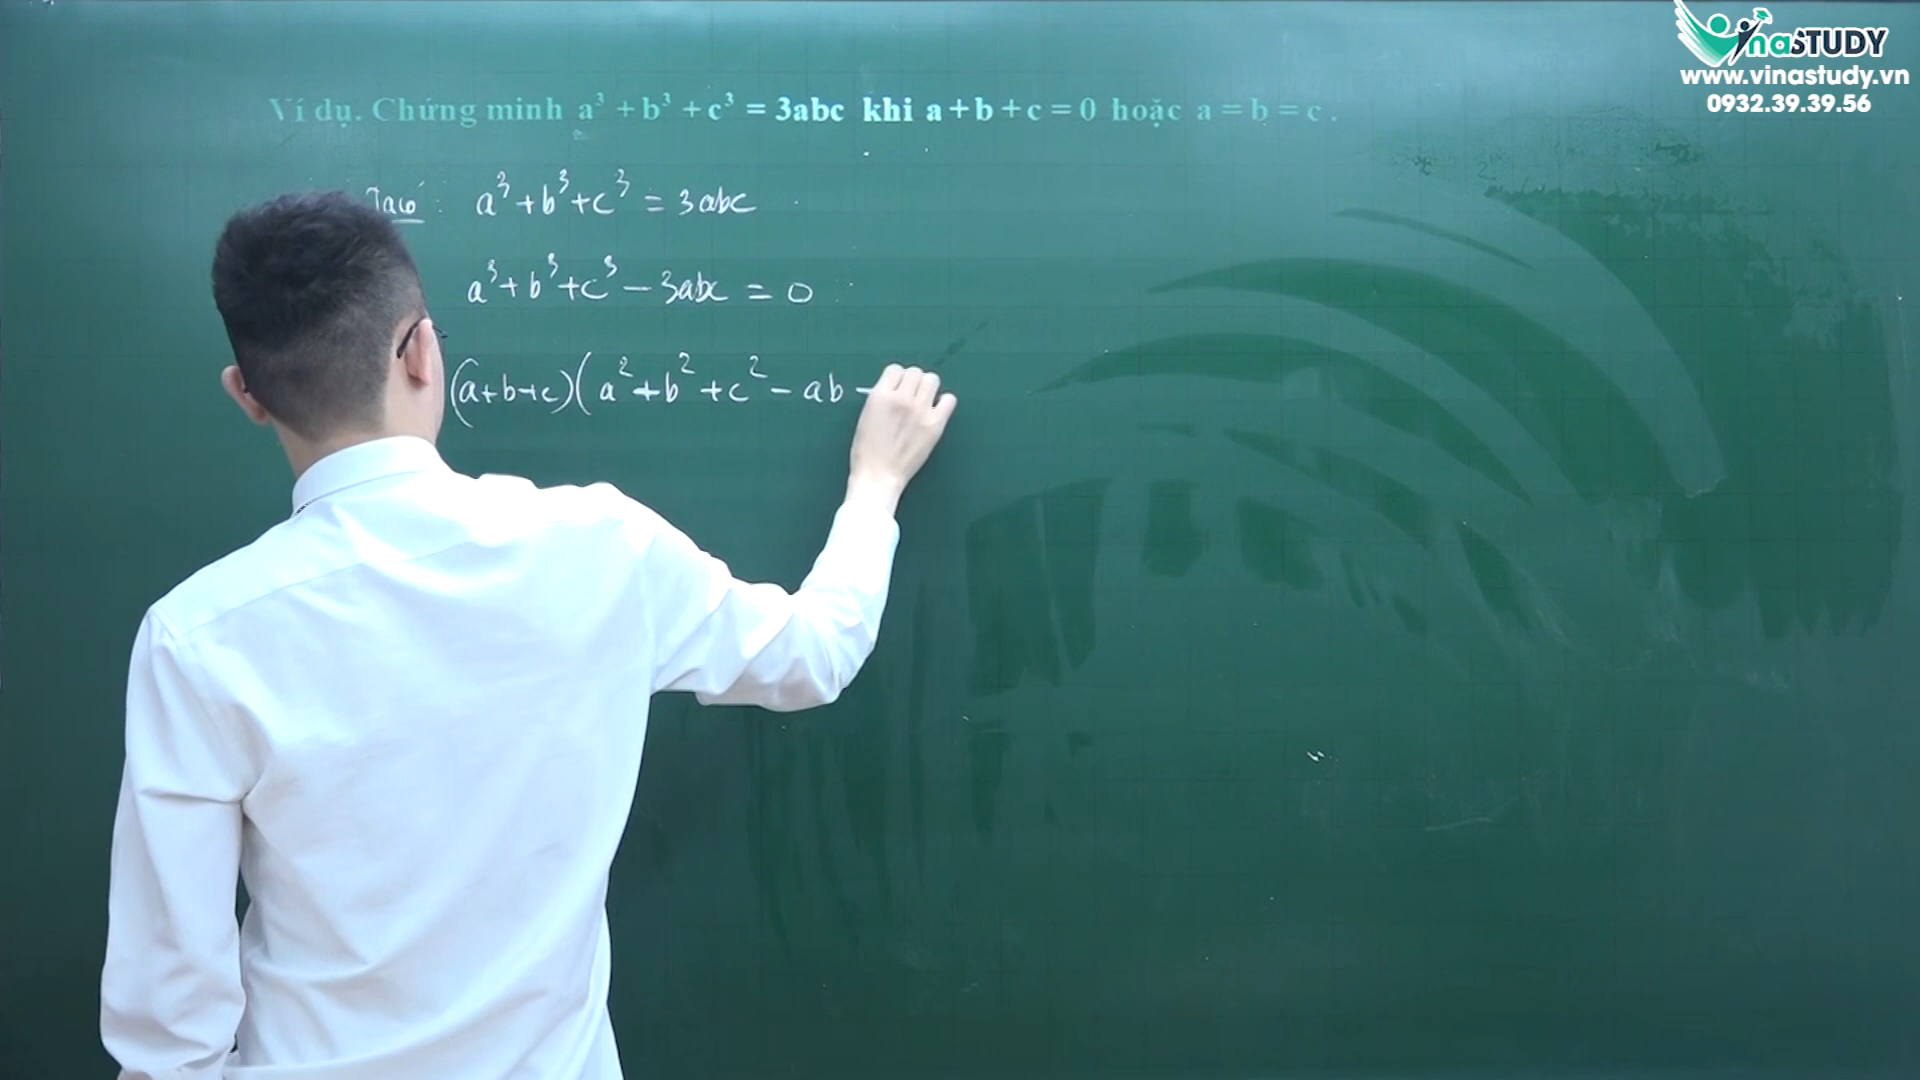 VinaSTUDY
www.vinastudy.vn
0932.39.39.56
Ví dụ. Chứng minh a³ + b³ + c³ = 3abc khi a + b + c = 0 hoặc a = b = c .
Ta có : a³ + b³ + c³ = 3abc
a³ + b³ + c³ - 3abc = 0
(a+b+c)(a² + b² + c² - ab -